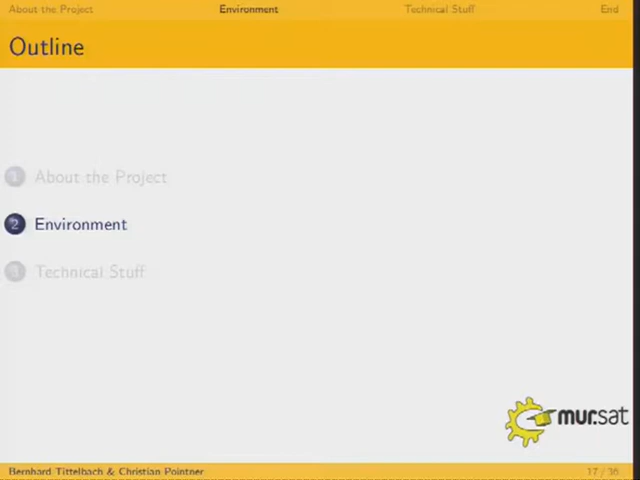 About the Project Environment Technical Stuff End
Outline
1 About the Project
2 Environment
3 Technical Stuff
mur.sat
Bernhard Tittelbach & Christian Pointner 17 / 36